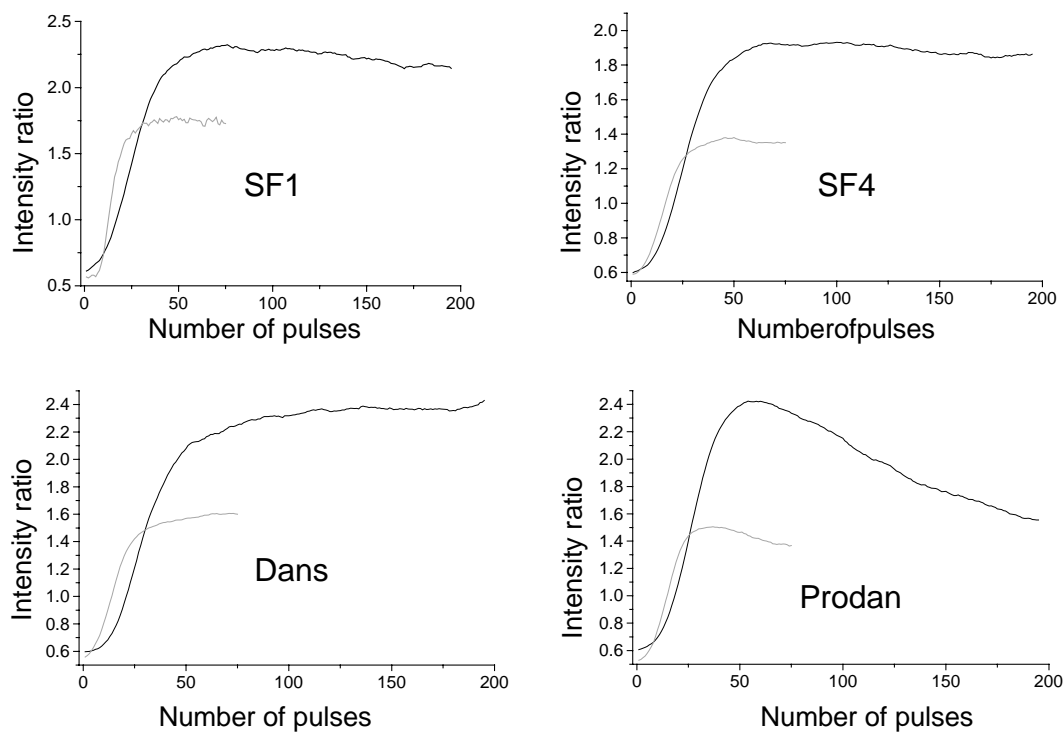 2.5
2.0
1.5
1.0
0.5
Intensity ratio
SF1
0 50 100 150 200
Number of pulses
2.0
1.8
1.6
1.4
1.2
1.0
0.8
0.6
Intensity ratio
SF4
0 50 100 150 200
Numberofpulses
2.4
2.2
2.0
1.8
1.6
1.4
1.2
1.0
0.8
0.6
Intensity ratio
Dans
0 50 100 150 200
Number of pulses
2.4
2.2
2.0
1.8
1.6
1.4
1.2
1.0
0.8
0.6
Intensity ratio
Prodan
0 50 100 150 200
Number of pulses